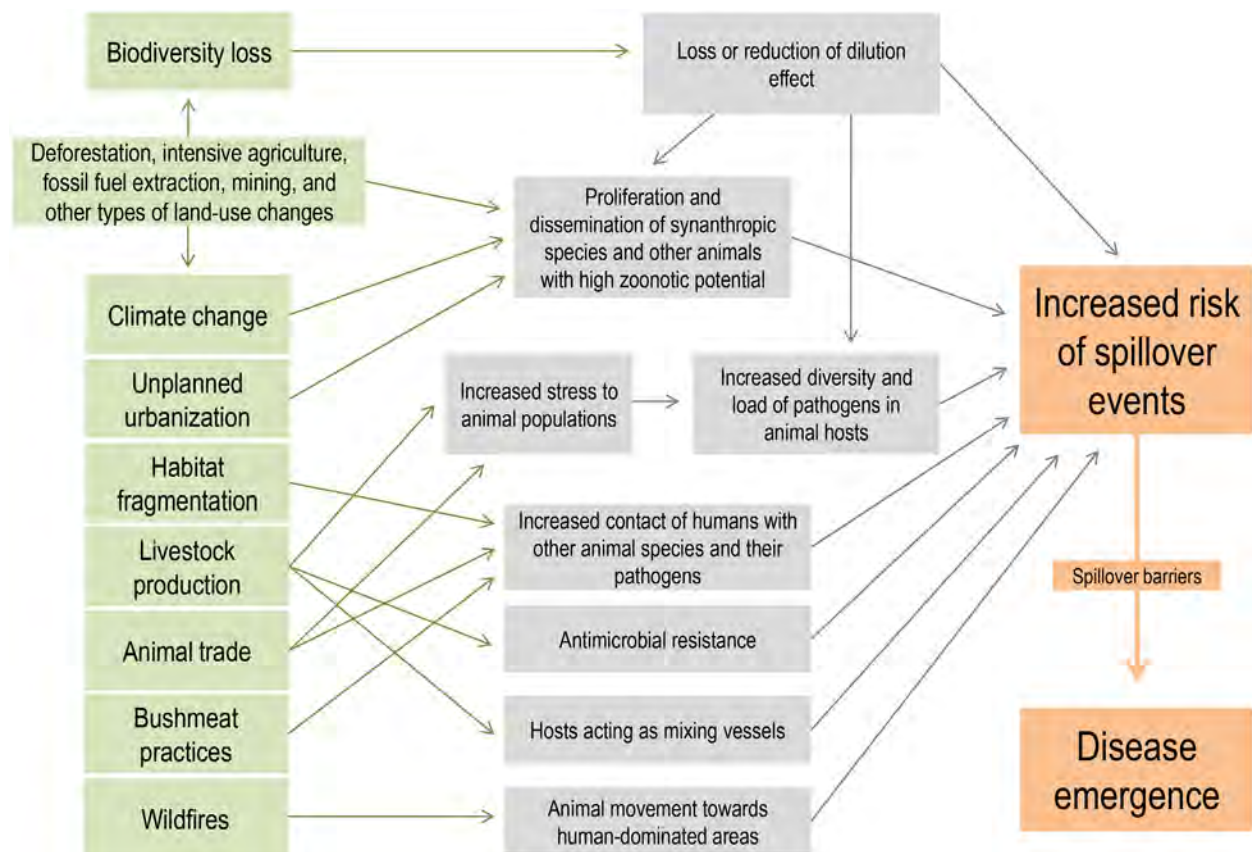 Biodiversity loss
Loss or reduction of dilution
effect
Deforestation, intensive agriculture,
fossil fuel extraction, mining, and
other types of land-use changes
Proliferation and
dissemination of synanthropic
species and other animals
with high zoonotic potential
Climate change
Increased risk
of spillover
events
Unplanned
urbanization
Increased stress to
animal populations
Increased diversity and
load of pathogens in
animal hosts
Habitat
fragmentation
Increased contact of humans with
other animal species and their
pathogens
Livestock
production
Spillover barriers
Animal trade
Antimicrobial resistance
Bushmeat
practices
Hosts acting as mixing vessels
Disease
emergence
Wildfires
Animal movement towards
human-dominated areas